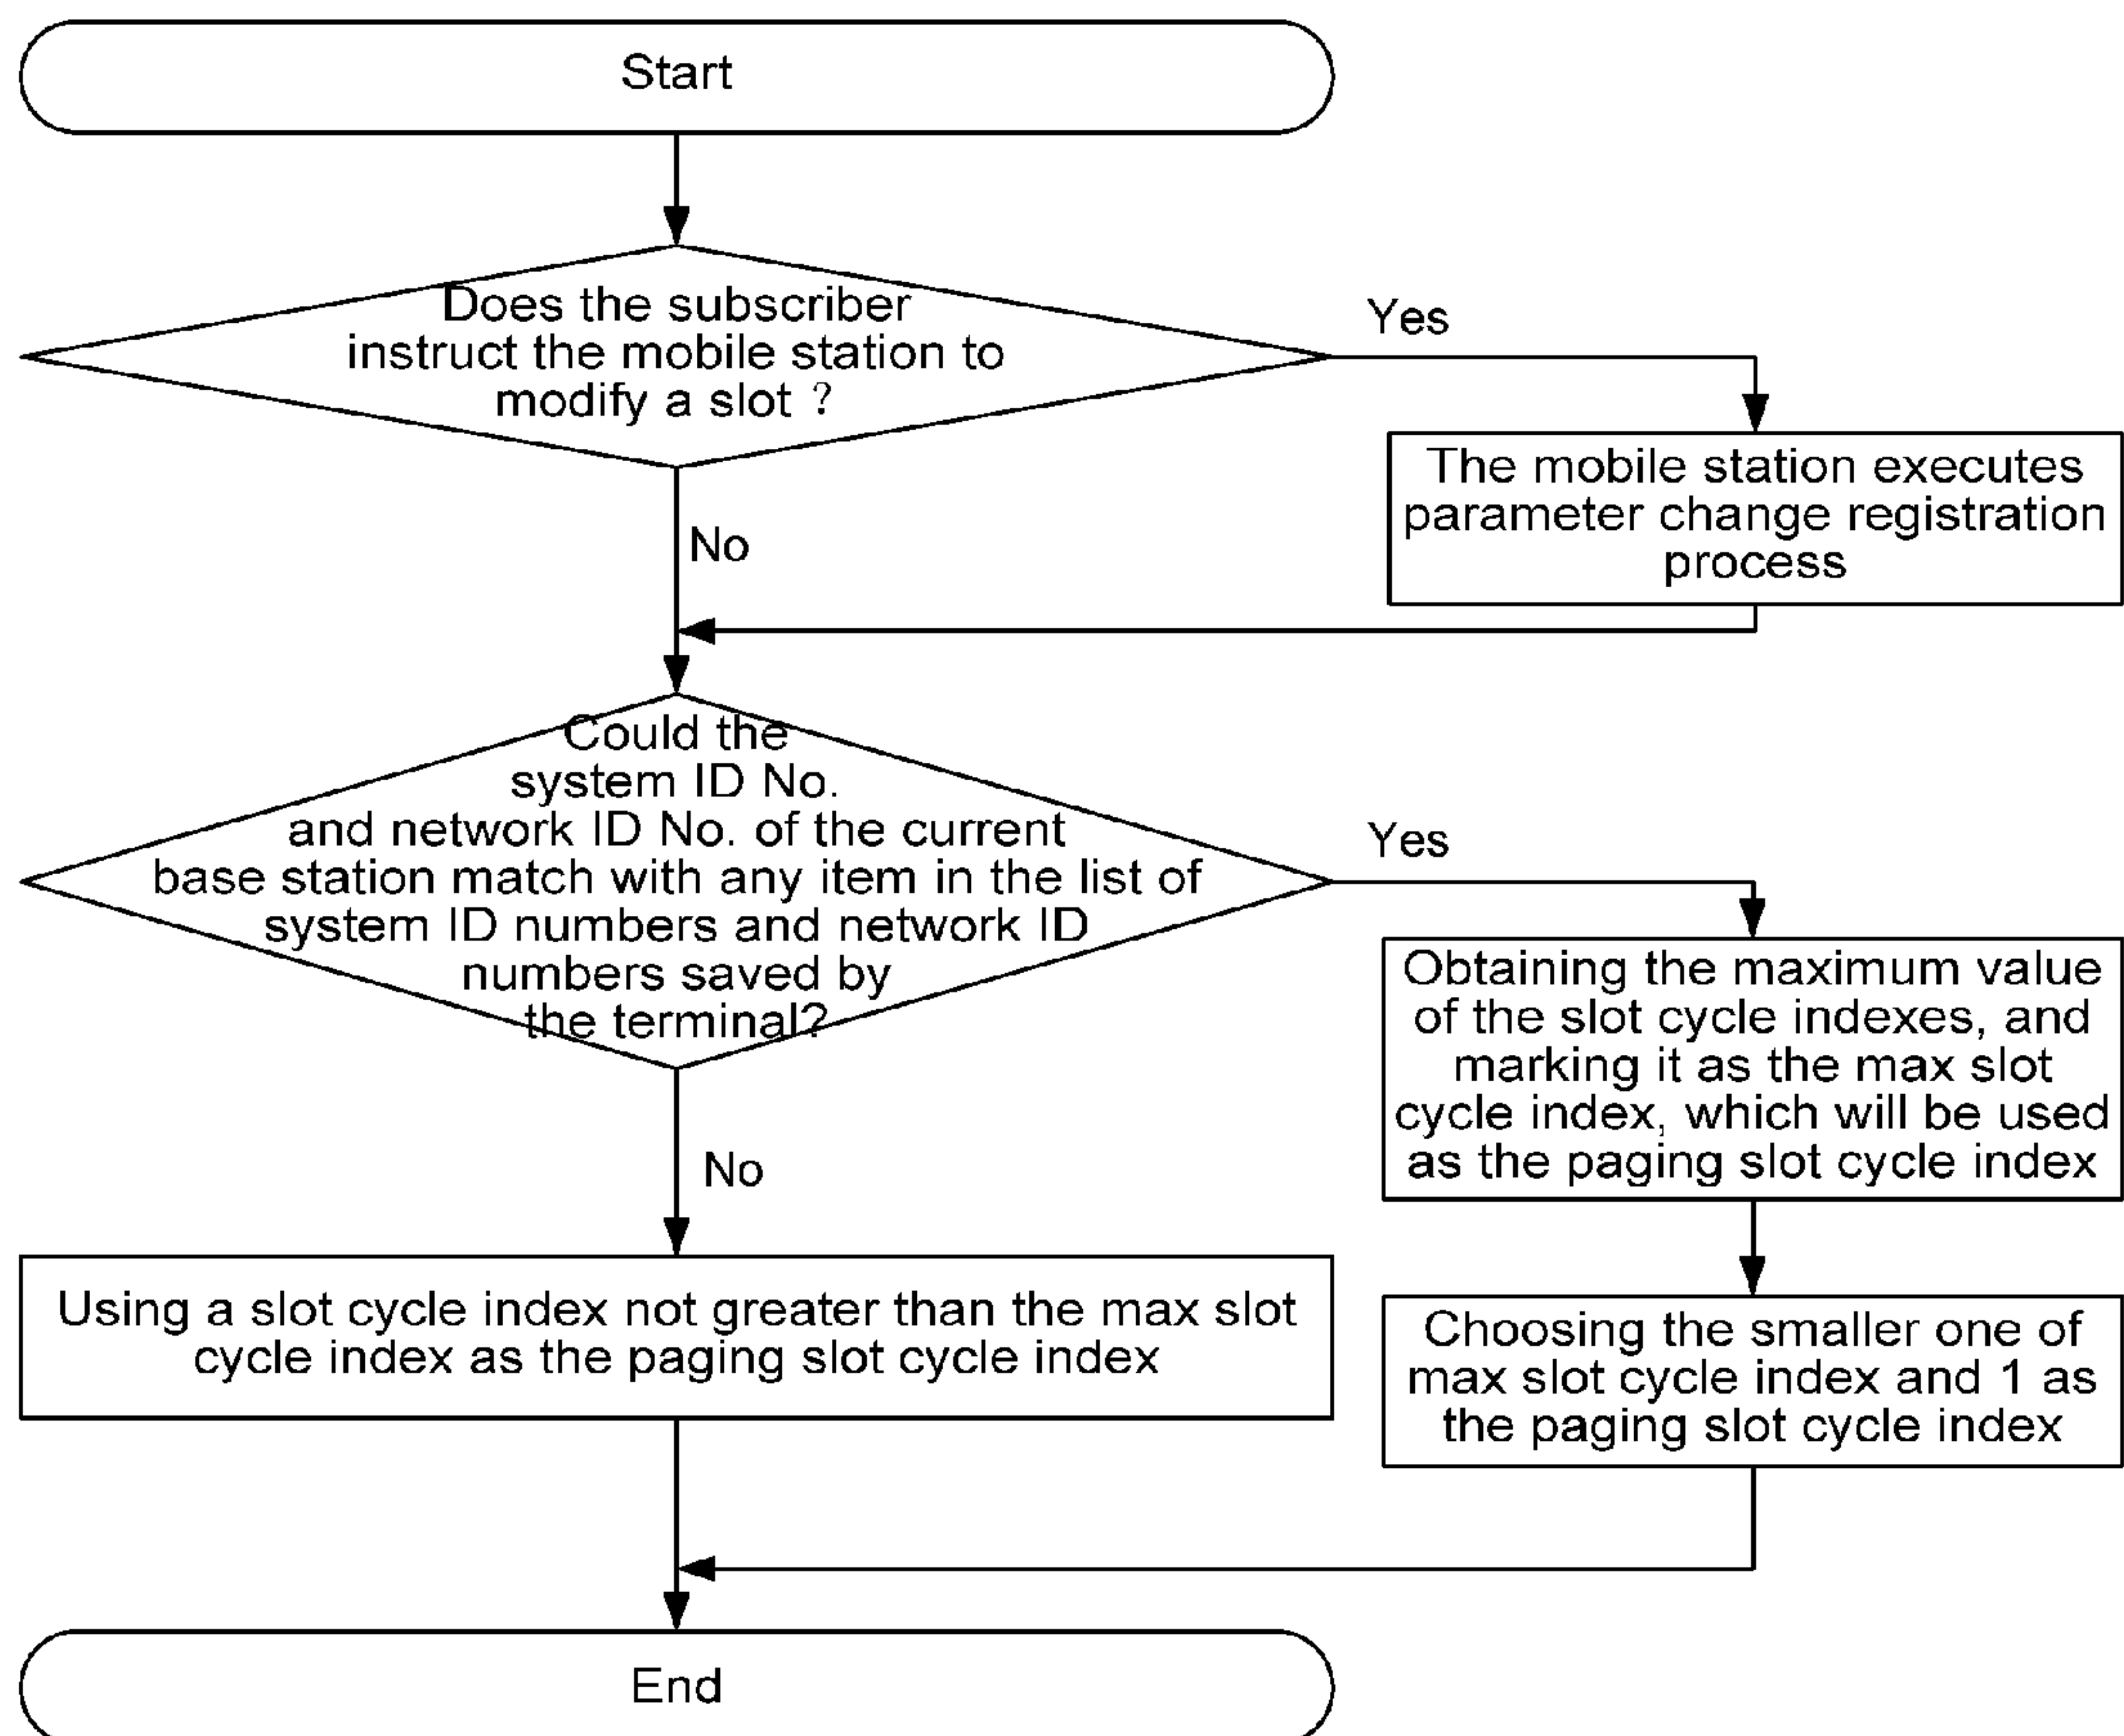 Start
Does the subscriber
instruct the mobile station to
modify a slot ?
Yes
The mobile station executes
parameter change registration
process
No
Could the
system ID No.
and network ID No. of the current
base station match with any item in the list of
system ID numbers and network ID
numbers saved by
the terminal?
Yes
Obtaining the maximum value
of the slot cycle indexes, and
marking it as the max slot
cycle index, which will be used
as the paging slot cycle index
No
Using a slot cycle index not greater than the max slot
cycle index as the paging slot cycle index
Choosing the smaller one of
max slot cycle index and 1 as
the paging slot cycle index
End